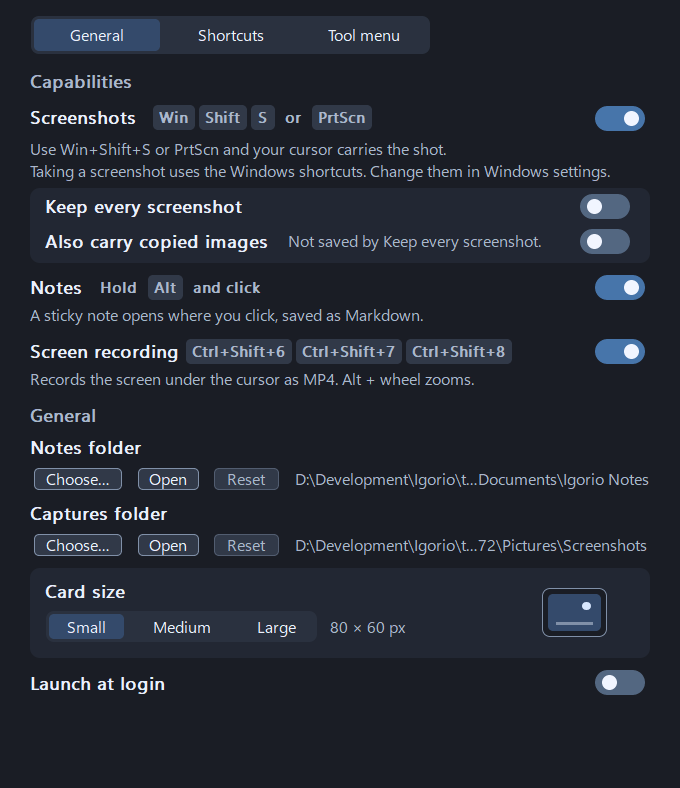 General Shortcuts Tool menu
Capabilities
Screenshots Win Shift S or PrtScn
Use Win+Shift+S or PrtScn and your cursor carries the shot.
Taking a screenshot uses the Windows shortcuts. Change them in Windows settings.
Keep every screenshot
Also carry copied images Not saved by Keep every screenshot.
Notes Hold Alt and click
A sticky note opens where you click, saved as Markdown.
Screen recording Ctrl+Shift+6 Ctrl+Shift+7 Ctrl+Shift+8
Records the screen under the cursor as MP4. Alt + wheel zooms.
General
Notes folder
Choose... Open Reset D:\Development\Igorio\t...Documents\Igorio Notes
Captures folder
Choose... Open Reset D:\Development\Igorio\t...72\Pictures\Screenshots
Card size
Small Medium Large 80 × 60 px
Launch at login